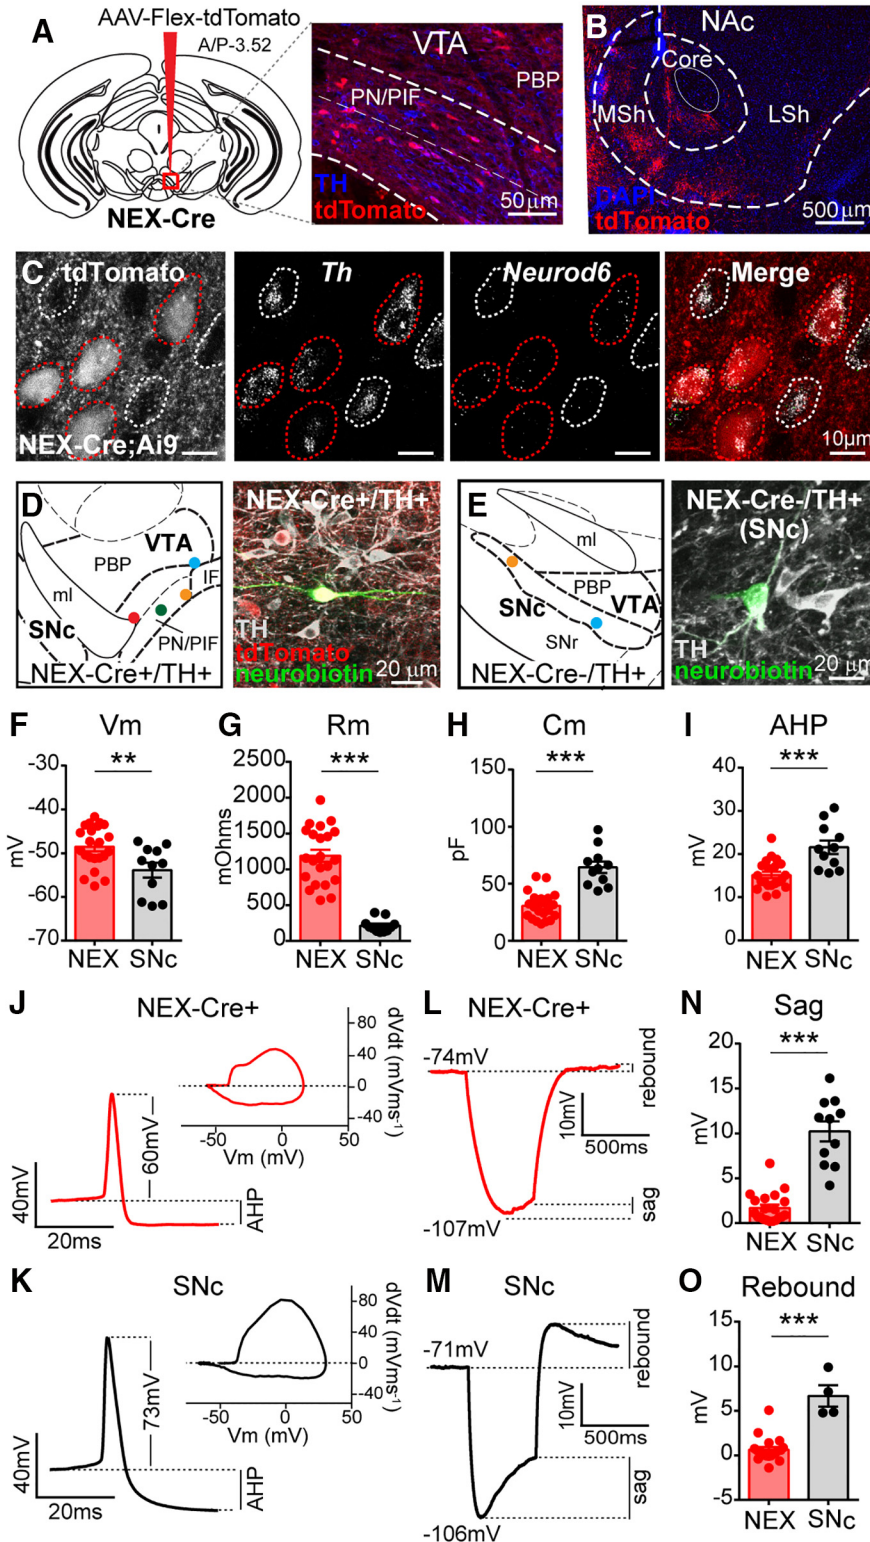 A
AAV-Flex-tdTomato
A/P-3.52
NEX-Cre
VTA
PBP
PN/PIF
TH
tdTomato
50μm
B
NAc
Core
MSh
LSh
DAPI
tdTomato
500μm
C
tdTomato
Th
Neurod6
Merge
NEX-Cre;Ai9
10μm
D
VTA
PBP
IF
ml
SNc
PN/PIF
NEX-Cre+/TH+
NEX-Cre+/TH+
TH
tdTomato
neurobiotin
20 μm
E
ml
PBP
SNc
VTA
SNr
NEX-Cre-/TH+
NEX-Cre-/TH+
(SNc)
TH
neurobiotin
20 μm
F
Vm
**
-30
-40
-50
-60
-70
mV
NEX SNc
G
Rm
***
2500
2000
1500
1000
500
0
mOhms
NEX SNc
H
Cm
***
150
100
50
0
pF
NEX SNc
I
AHP
***
40
30
20
10
0
mV
NEX SNc
J
NEX-Cre+
60mV
AHP
40mV
20ms
80
40
0
-40
dVdt (mVms-1)
-50 0 50
Vm (mV)
L
NEX-Cre+
-74mV
rebound
10mV
500ms
sag
-107mV
N
Sag
***
20
15
10
5
0
mV
NEX SNc
K
SNc
73mV
AHP
40mV
20ms
80
40
0
-40
dVdt (mVms-1)
-50 0 50
Vm (mV)
M
SNc
-71mV
rebound
10mV
500ms
sag
-106mV
O
Rebound
***
15
10
5
0
-5
mV
NEX SNc